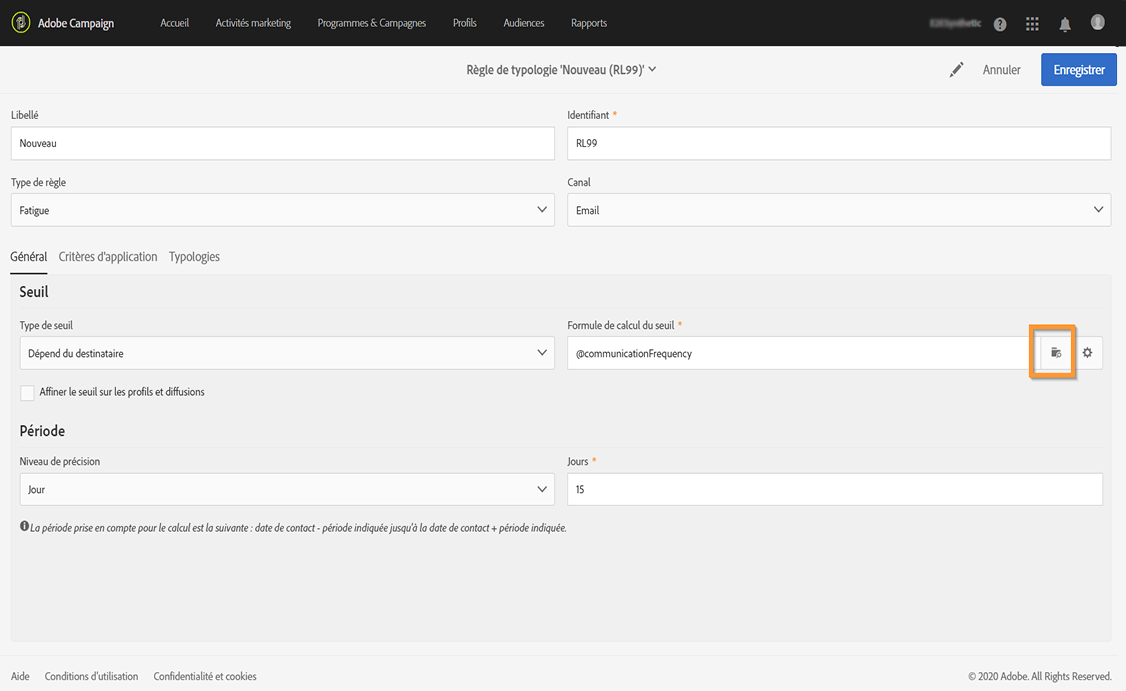 Adobe Campaign Accueil Activités marketing Programmes & Campagnes Profils Audiences Rapports
Règle de typologie 'Nouveau (RL99)' Annuler Enregistrer
Libellé Identifiant *
Nouveau RL99
Type de règle Canal
Fatigue Email
Général Critères d'application Typologies
Seuil
Type de seuil Formule de calcul du seuil *
Dépend du destinataire @communicationFrequency
Affiner le seuil sur les profils et diffusions
Période
Niveau de précision Jours *
Jour 15
La période prise en compte pour le calcul est la suivante : date de contact - période indiquée jusqu'à la date de contact + période indiquée.
Aide Conditions d'utilisation Confidentialité et cookies © 2020 Adobe. All Rights Reserved.